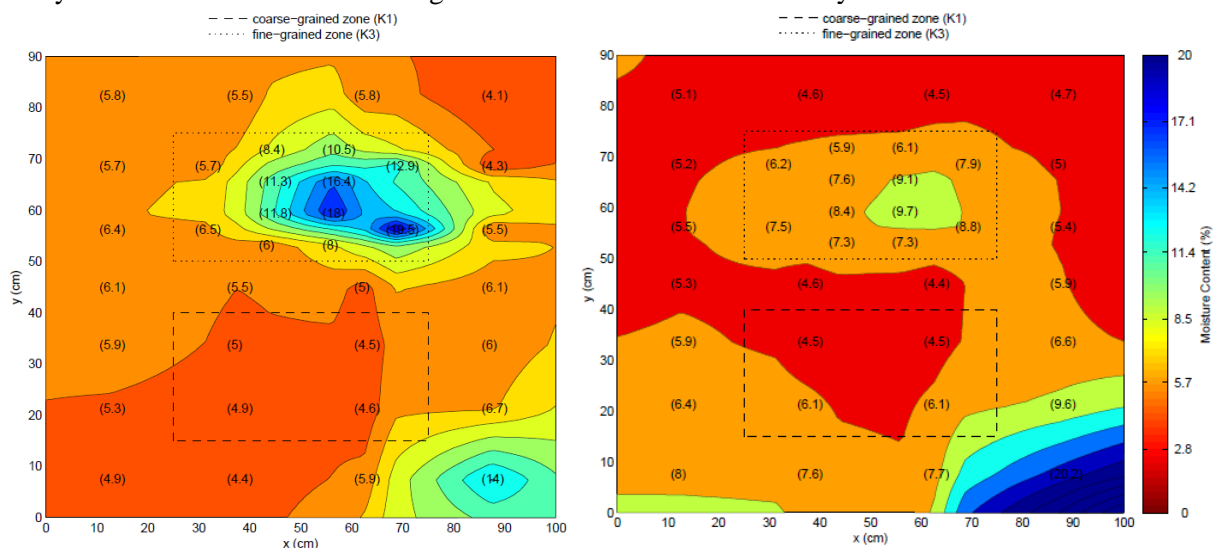 coarse-grained zone (K1)
fine-grained zone (K3)
90
80
70
60
50
40
30
20
10
0
y (cm)
(5.8) (5.5) (5.8) (4.1)
(8.4) (10.5)
(5.7) (5.7) (12.9) (4.3)
(11.3) (16.4)
(11.8) (18)
(6.4) (6.5) (5.5)
(6) (8)
(6.1) (5.5) (5) (6.1)
(5.9) (5) (4.5) (6)
(5.3) (4.9) (4.6) (6.7)
(4.9) (4.4) (5.9) (14)
0 10 20 30 40 50 60 70 80 90 100
x (cm)
coarse-grained zone (K1)
fine-grained zone (K3)
90
80
70
60
50
40
30
20
10
0
y (cm)
(5.1) (4.6) (4.5) (4.7)
(5.9) (6.1)
(5.2) (6.2) (7.9) (5)
(7.6) (9.1)
(8.4) (9.7)
(5.5) (7.5) (8.8) (5.4)
(7.3) (7.3)
(5.3) (4.6) (4.4) (5.9)
(5.9) (4.5) (4.5) (6.6)
(6.4) (6.1) (6.1) (9.6)
(8) (7.6) (7.7) (20.2)
0 10 20 30 40 50 60 70 80 90 100
x (cm)
20
17.1
14.2
11.4
8.5
5.7
2.8
0
Moisture Content (%)